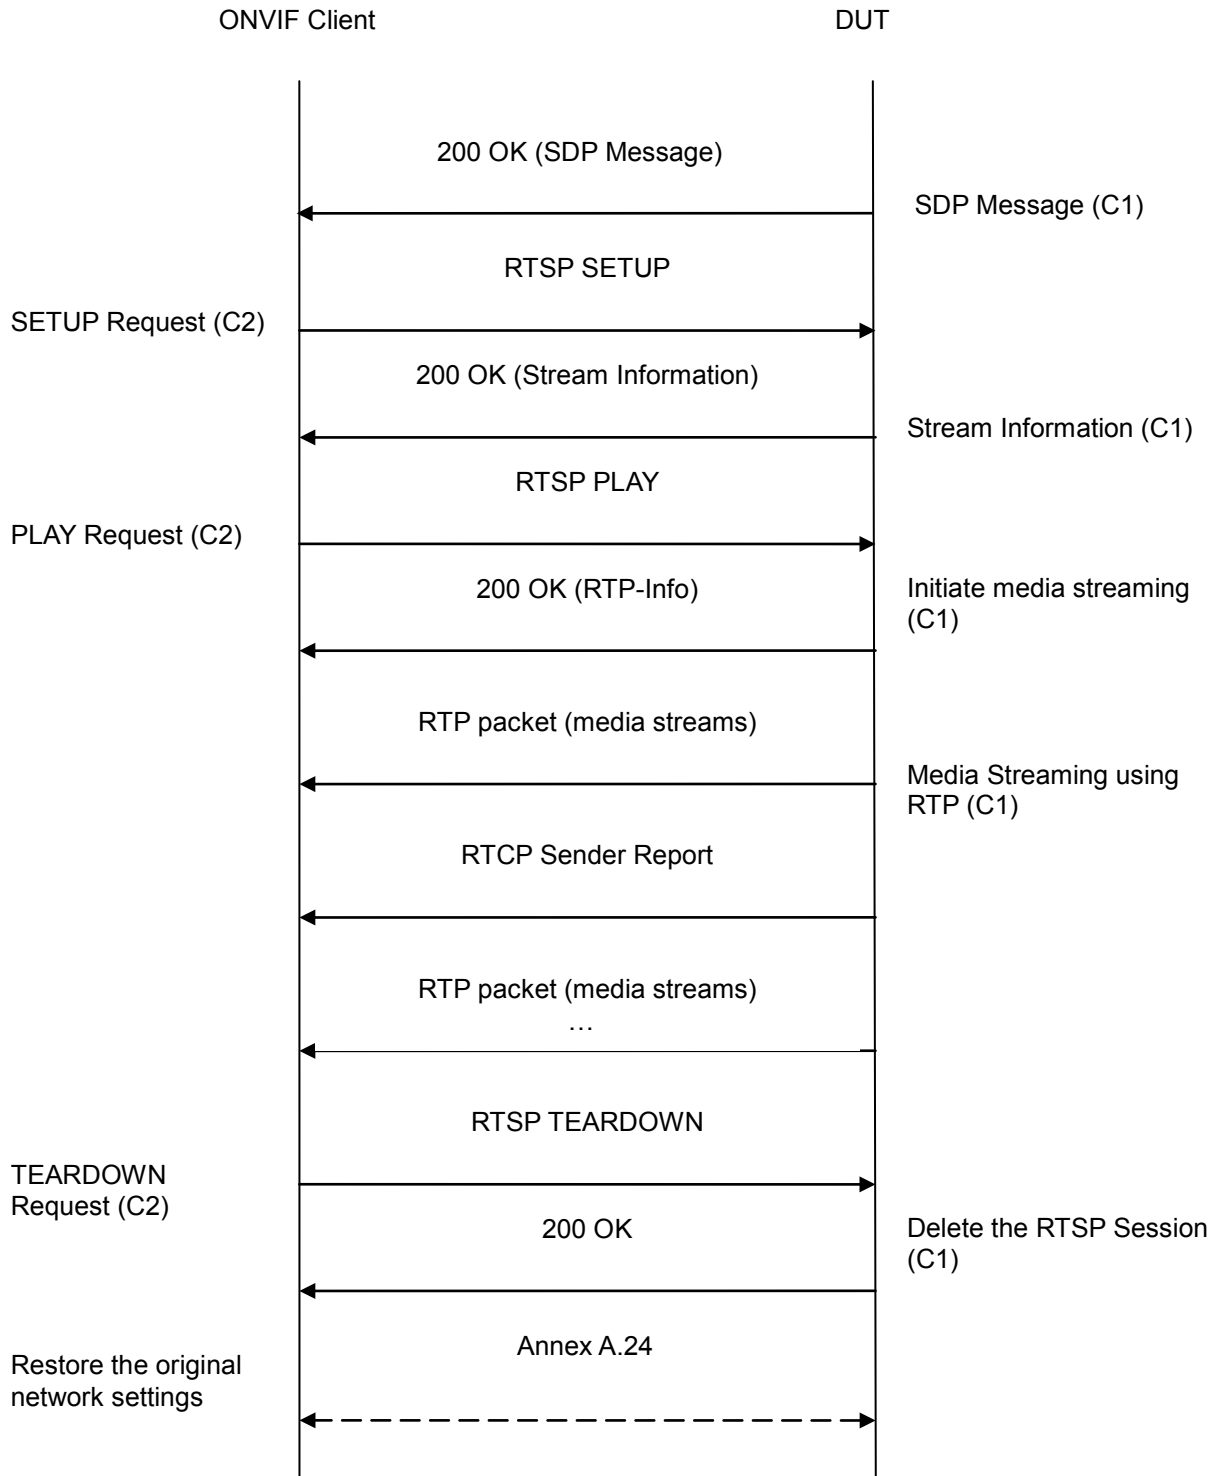 ONVIF Client
DUT
200 OK (SDP Message)
SDP Message (C1)
RTSP SETUP
SETUP Request (C2)
200 OK (Stream Information)
Stream Information (C1)
RTSP PLAY
PLAY Request (C2)
200 OK (RTP-Info)
Initiate media streaming
(C1)
RTP packet (media streams)
Media Streaming using
RTP (C1)
RTCP Sender Report
RTP packet (media streams)
…
RTSP TEARDOWN
TEARDOWN
Request (C2)
200 OK
Delete the RTSP Session
(C1)
Annex A.24
Restore the original
network settings